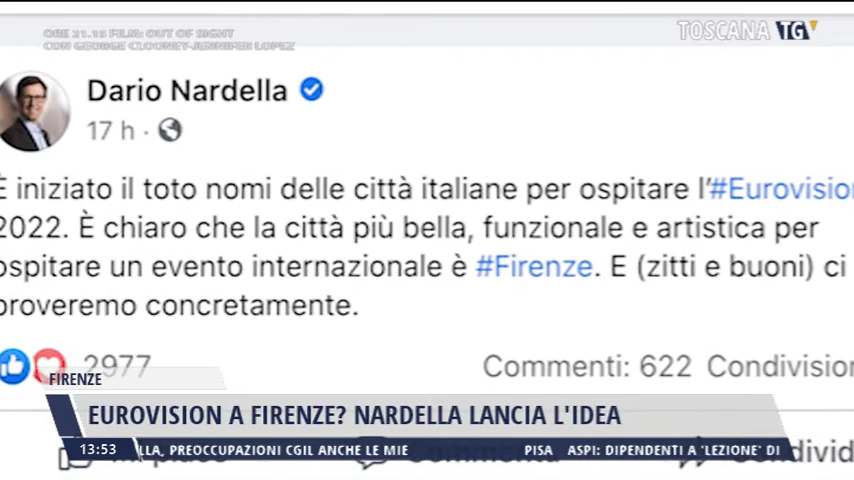 ORE 21.15 FILM: OUT OF SIGHT
CON GEORGE CLOONEY-JENNIFER LOPEZ
TOSCANA TG
Dario Nardella
17 h ·
È iniziato il toto nomi delle città italiane per ospitare l'#Eurovision
2022. È chiaro che la città più bella, funzionale e artistica per
ospitare un evento internazionale è #Firenze. E (zitti e buoni) ci
proveremo concretamente.
2977
Commenti: 622 Condivision
FIRENZE
EUROVISION A FIRENZE? NARDELLA LANCIA L'IDEA
13:53
LLA, PREOCCUPAZIONI CGIL ANCHE LE MIE PISA ASPI: DIPENDENTI A 'LEZIONE' DI